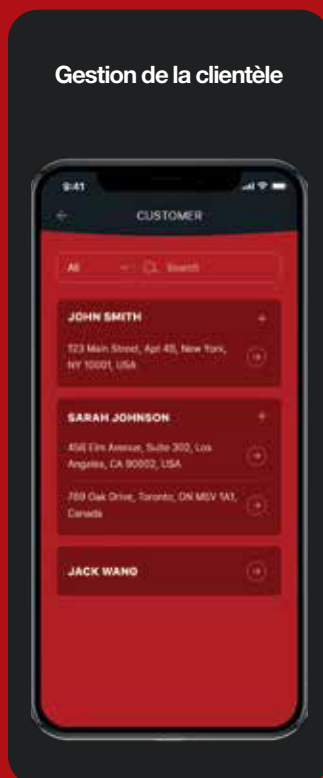 Gestion de la clientèle
9:41
CUSTOMER
All
Search
JOHN SMITH
123 Main Street, Apt 4B, New York,
NY 10001, USA
SARAH JOHNSON
456 Elm Avenue, Suite 302, Los
Angeles, CA 90002, USA
789 Oak Drive, Toronto, ON M5V 1A1,
Canada
JACK WANG